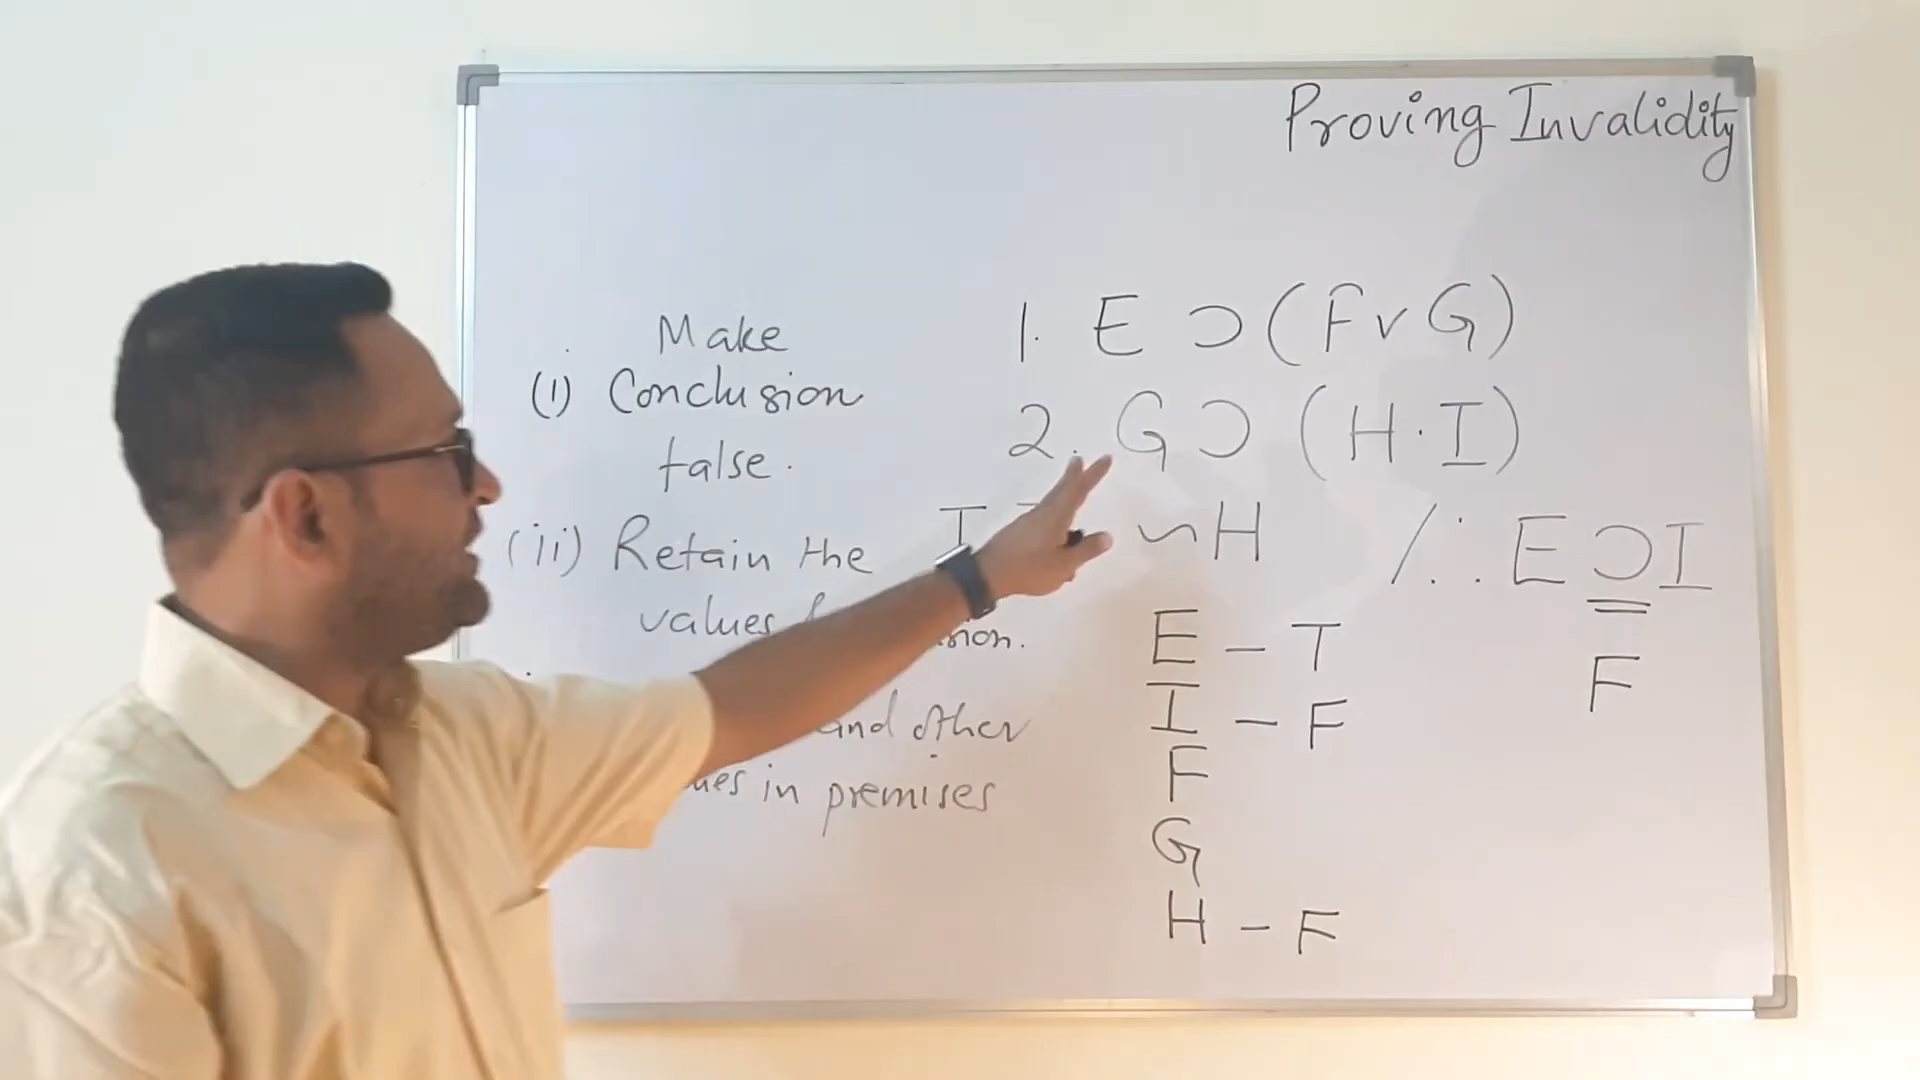 Proving Invalidity
Make
(i) Conclusion
false.
(ii) Retain the
values
and other
in premises
1. E ⊃ (F v G)
2. G ⊃ (H · I)
T ~H /∴ E ⊃ I
E – T
F
I – F
F
G
H – F